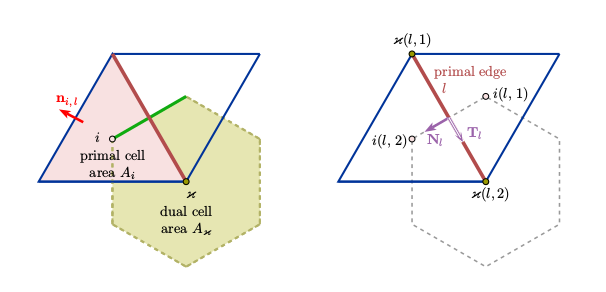 n_{i,l}
i
primal cell
area A_i
ϰ
dual cell
area A_ϰ
ϰ(l, 1)
primal edge
l
i(l, 1)
i(l, 2)
N_l
T_l
ϰ(l, 2)